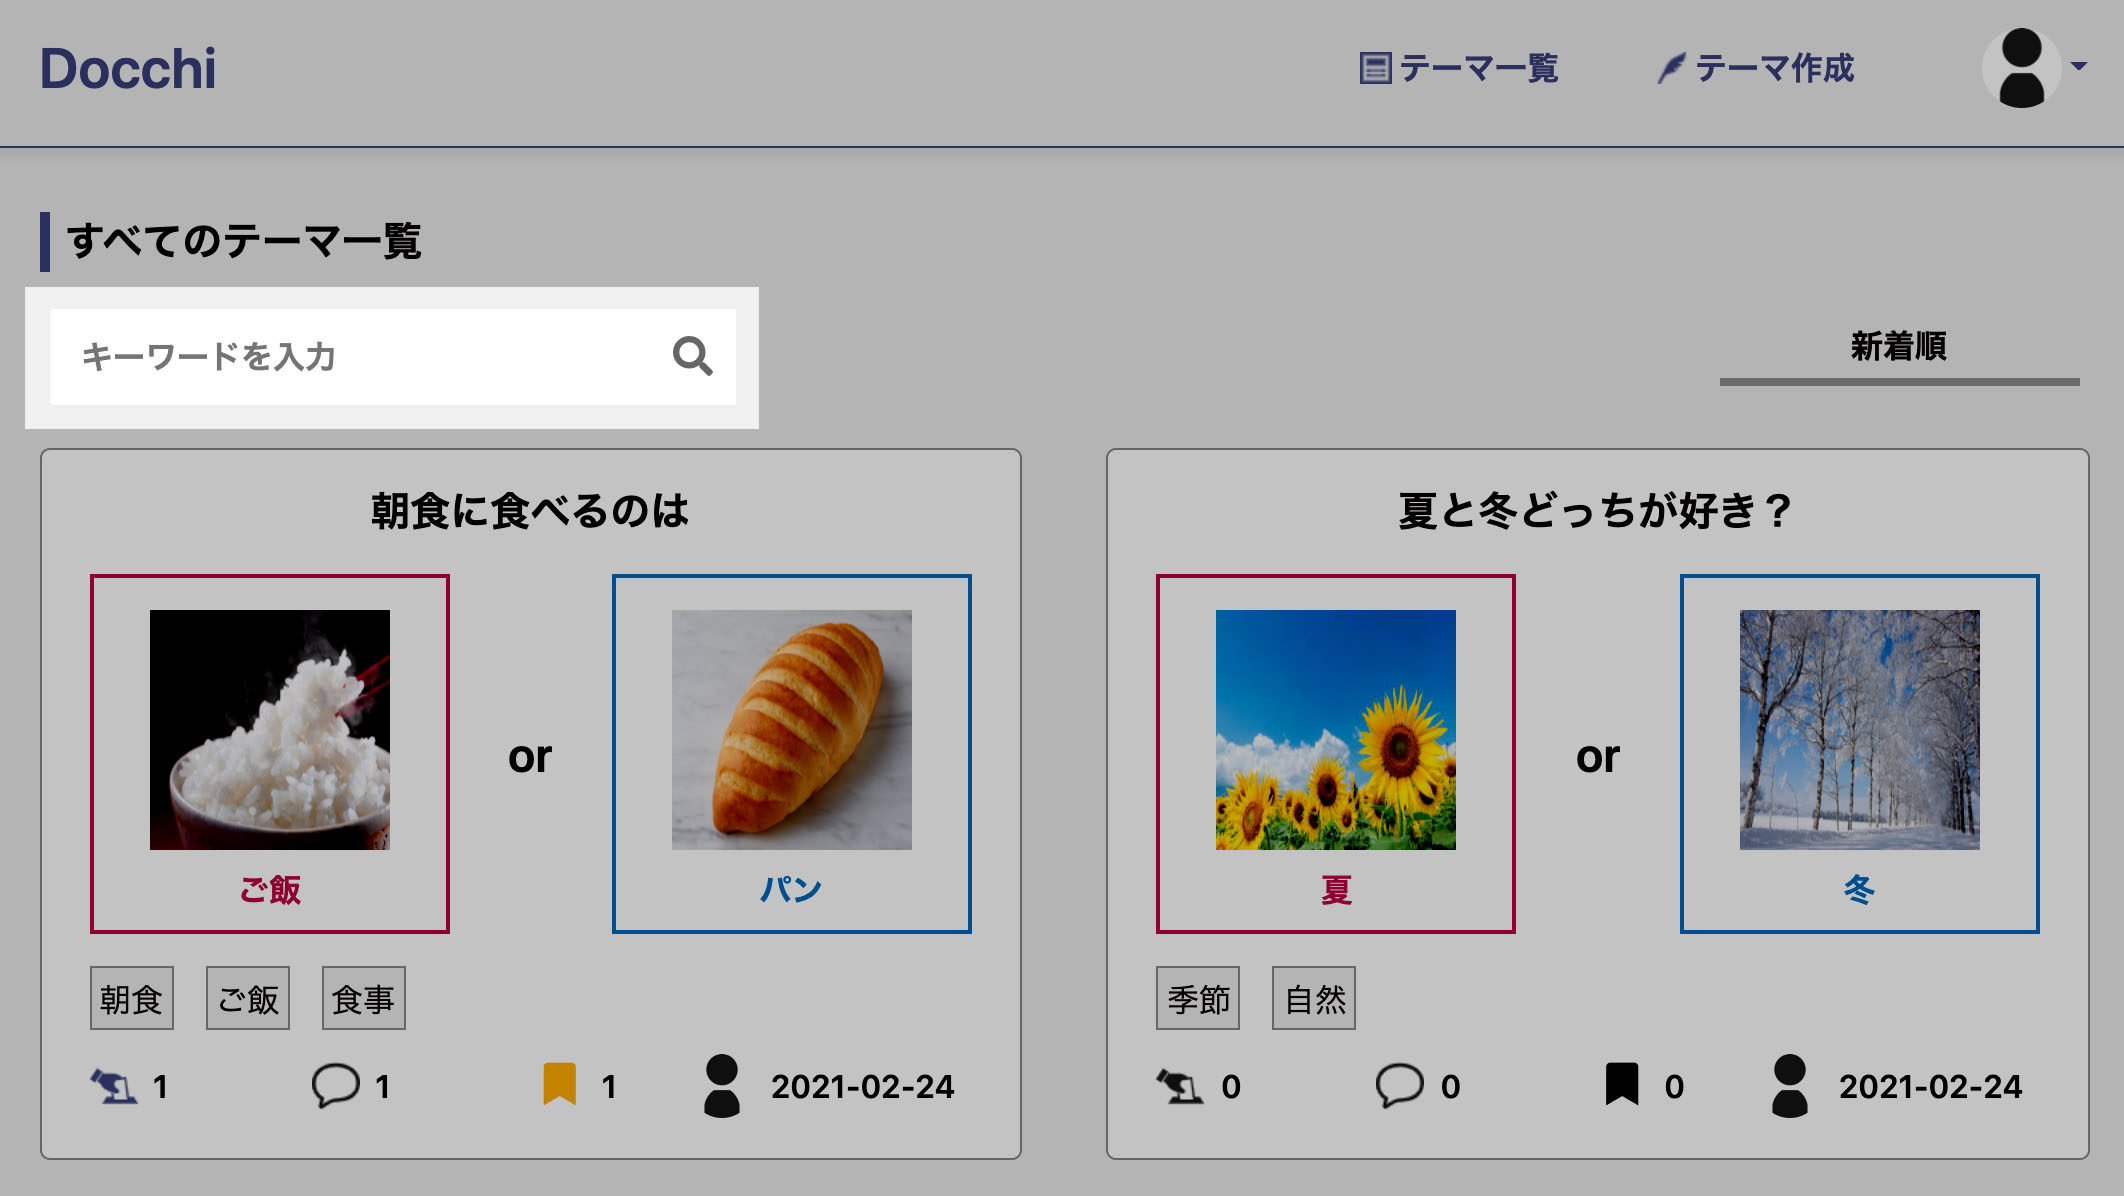 Docchi
テーマ一覧
テーマ作成
すべてのテーマ一覧
キーワードを入力
新着順
朝食に食べるのは
ご飯
or
パン
朝食 ご飯 食事
1 1 1 2021-02-24
夏と冬どっちが好き？
夏
or
冬
季節 自然
0 0 0 2021-02-24